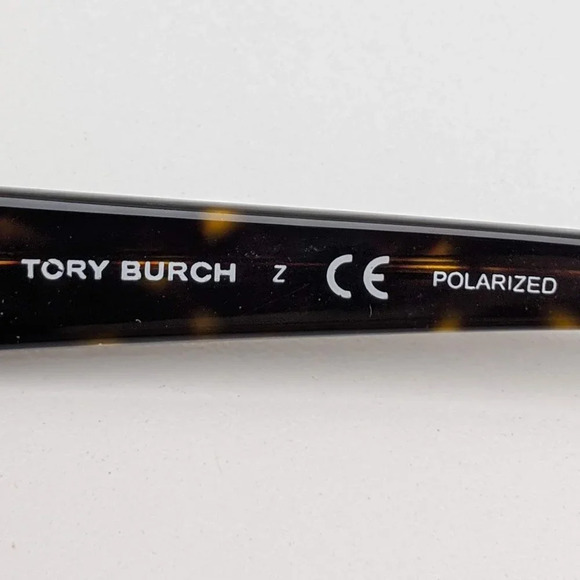 TORY BURCH Z CE POLARIZED